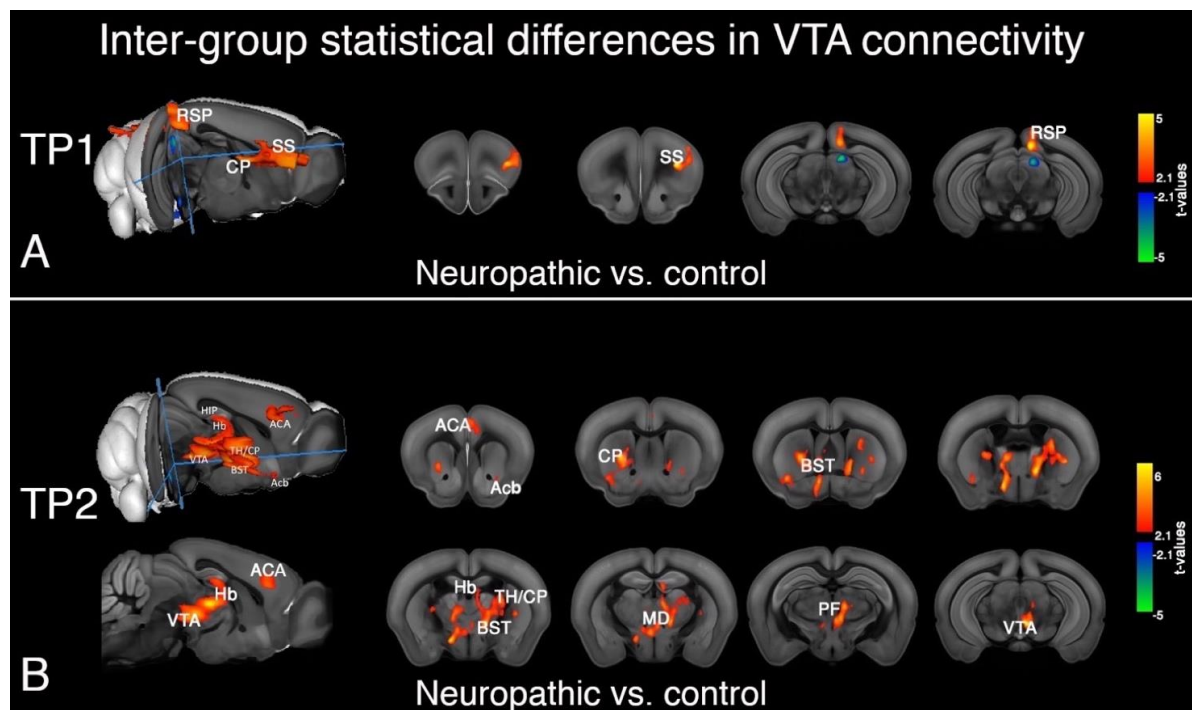 Inter-group statistical differences in VTA connectivity
TP1
RSP
CP
SS
SS
RSP
5
2.1
-2.1
-5
t-values
A
Neuropathic vs. control
TP2
HIP
Hb
ACA
VTA
TH/CP
BST
Acb
ACA
Acb
CP
BST
6
2.1
-2.1
-5
t-values
ACA
Hb
VTA
Hb
TH/CP
BST
MD
PF
VTA
B
Neuropathic vs. control